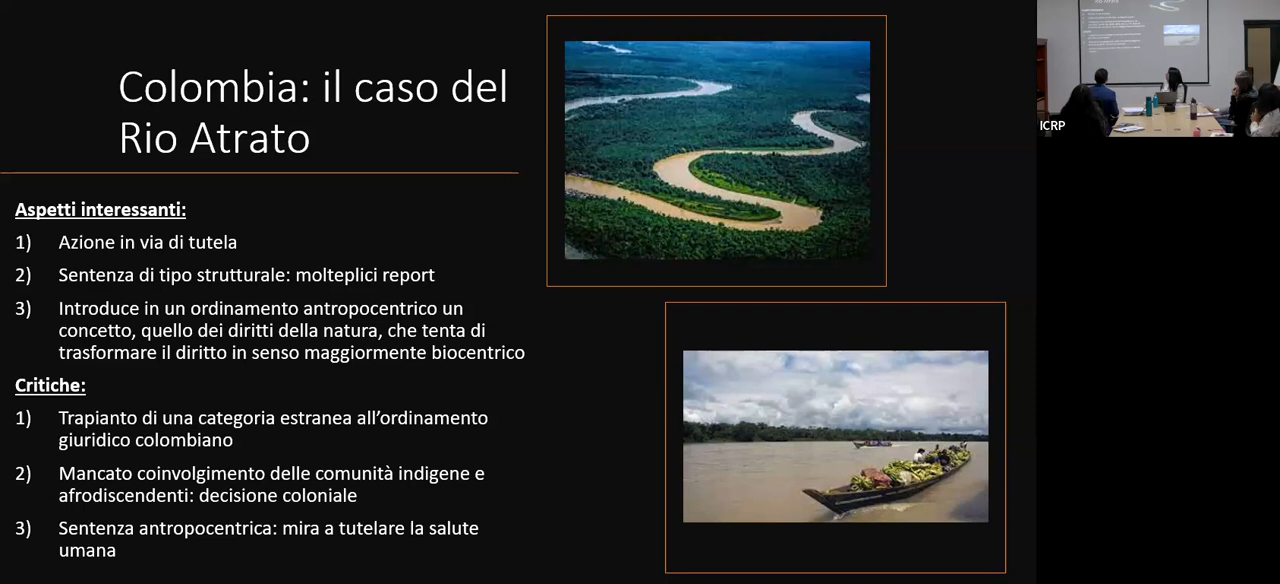 Colombia: il caso del
Rio Atrato
Aspetti interessanti:
1) Azione in via di tutela
2) Sentenza di tipo strutturale: molteplici report
3) Introduce in un ordinamento antropocentrico un
concetto, quello dei diritti della natura, che tenta di
trasformare il diritto in senso maggiormente biocentrico
Critiche:
1) Trapianto di una categoria estranea all’ordinamento
giuridico colombiano
2) Mancato coinvolgimento delle comunità indigene e
afrodiscendenti: decisione coloniale
3) Sentenza antropocentrica: mira a tutelare la salute
umana
ICRP